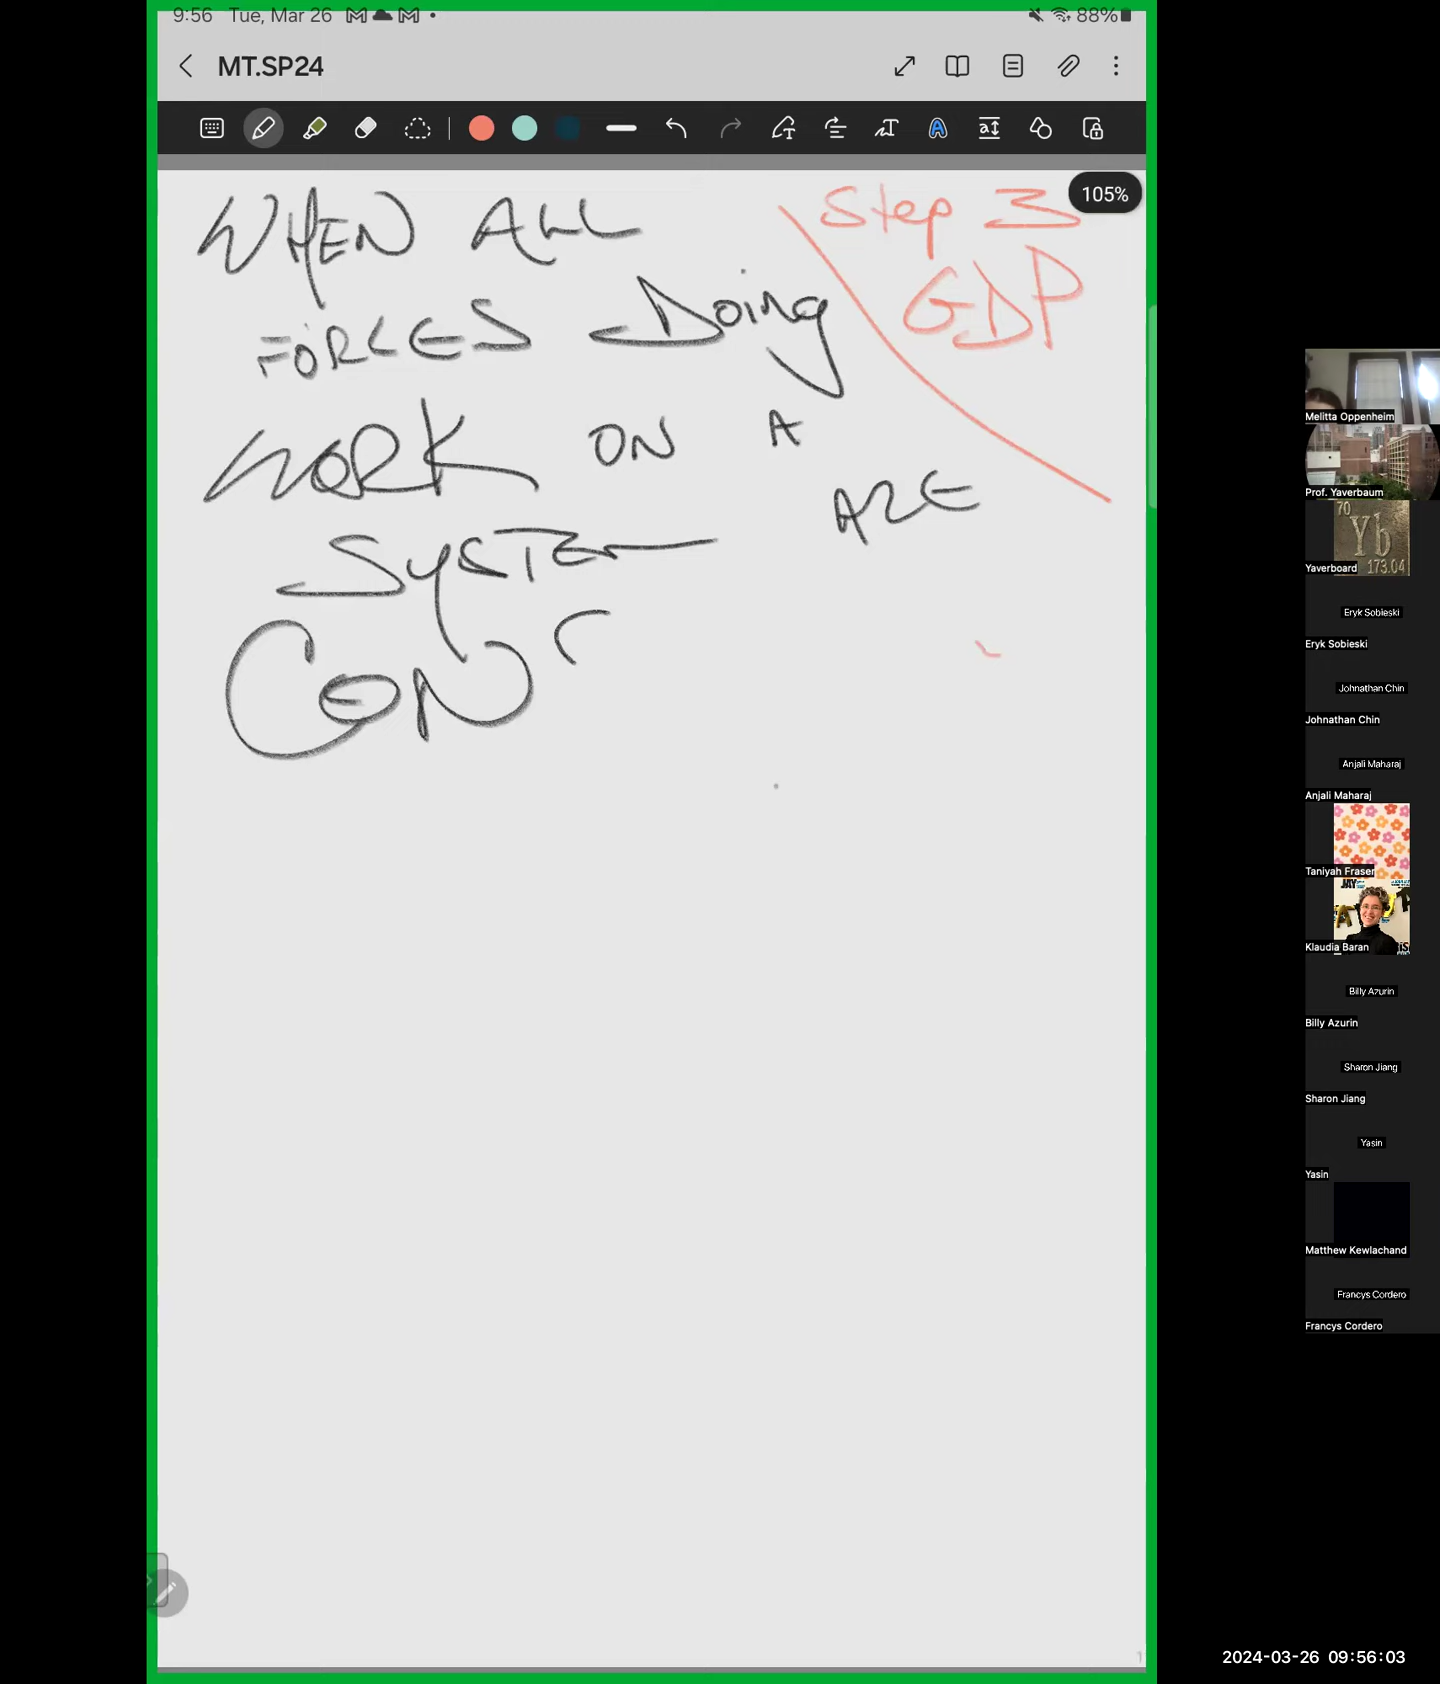 9:56 Tue, Mar 26 88%
MT.SP24
105%
Step 3
GDP
WHEN ALL
FORCES Doing
WORK ON A
SYSTEM ARE
CON
Melitta Oppenheim
Prof. Yaverbaum
70
Yb
173.04
Yaverboard
Eryk Sobieski
Eryk Sobieski
Johnathan Chin
Johnathan Chin
Anjali Maharaj
Anjali Maharaj
Taniyah Fraser
JAY
Klaudia Baran
Billy Azurin
Billy Azurin
Sharon Jiang
Sharon Jiang
Yasin
Yasin
Matthew Kewlachand
Francys Cordero
Francys Cordero
2024-03-26 09:56:03